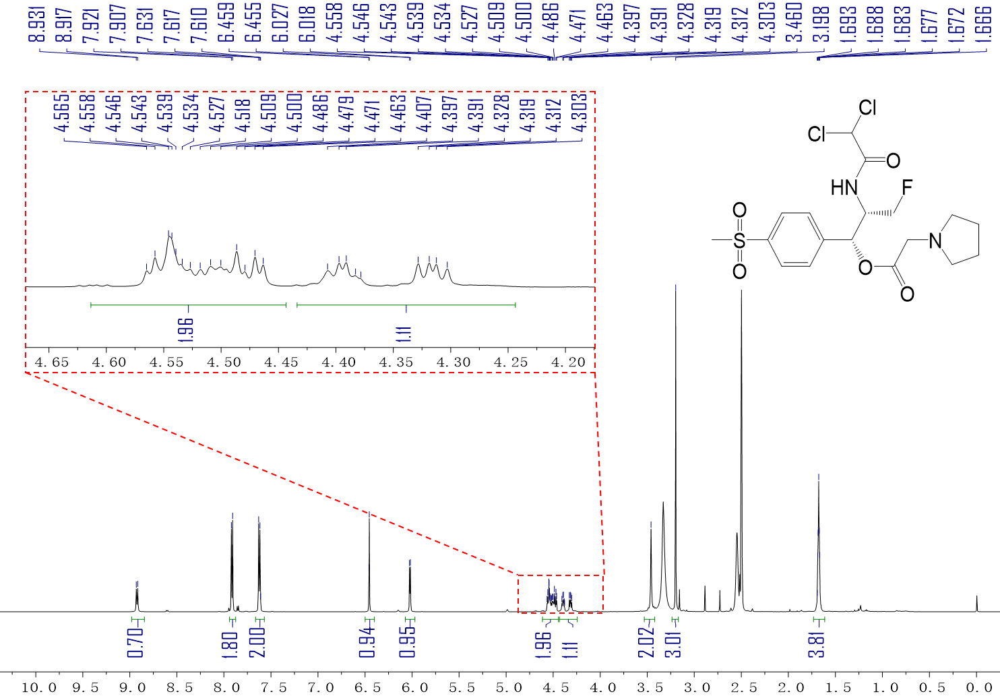 8.931 8.917 7.921 7.907 7.631 7.617 7.610 6.459 6.455 6.027 6.018 4.558 4.546 4.543 4.539 4.534 4.527 4.509 4.500 4.486 4.471 4.463 4.397 4.391 4.328 4.319 4.312 4.303 3.460 3.198 1.693 1.688 1.683 1.677 1.672 1.666
4.565 4.558 4.546 4.543 4.539 4.534 4.527 4.518 4.509 4.500 4.486 4.479 4.471 4.463 4.407 4.397 4.391 4.328 4.319 4.312 4.303
Cl
Cl
O
HN
F
O
S
O
N
O
O
1.96 1.11
4.65 4.60 4.55 4.50 4.45 4.40 4.35 4.30 4.25 4.20
0.70 1.80 2.00 0.94 0.95 1.96 1.11 2.02 3.01 3.81
10.0 9.5 9.0 8.5 8.0 7.5 7.0 6.5 6.0 5.5 5.0 4.5 4.0 3.5 3.0 2.5 2.0 1.5 1.0 0.5 0.0